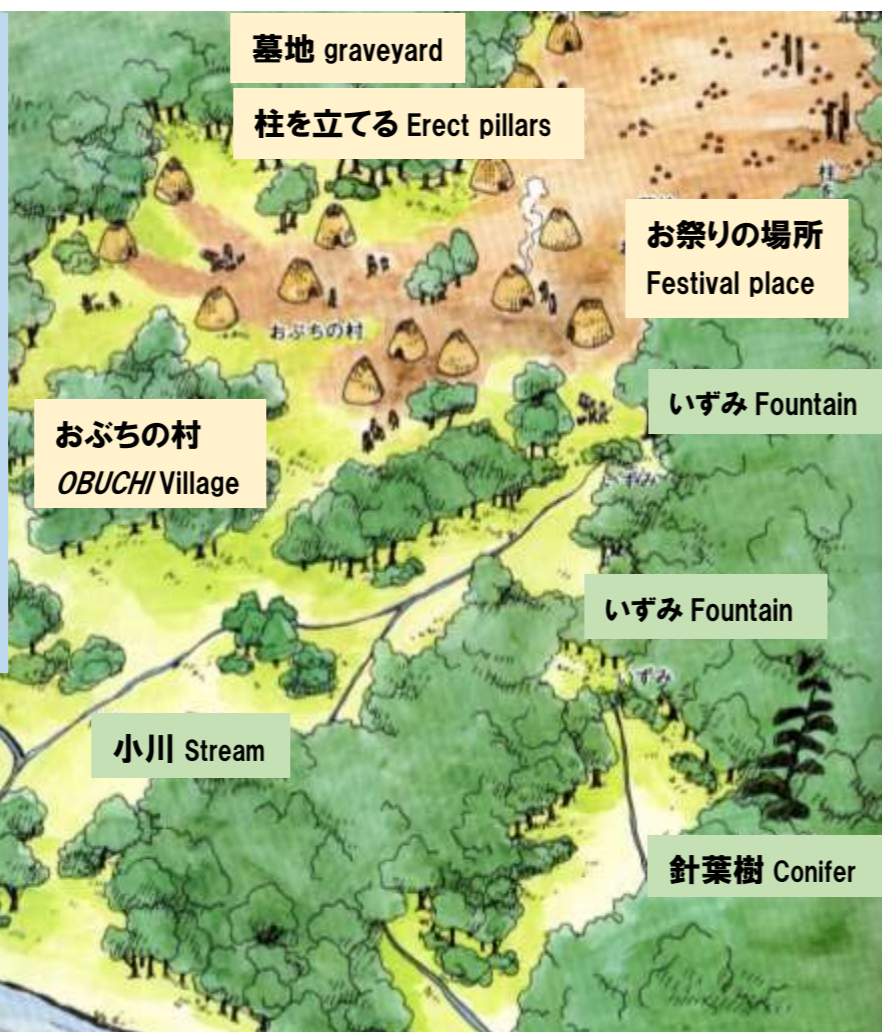 墓地 graveyard
柱を立てる Erect pillars
柱を
お祭りの場所
Festival place
おぶちの村
いずみ Fountain
おぶちの村
OBUCHI Village
いずみ
いずみ Fountain
いずみ
小川 Stream
針葉樹 Conifer